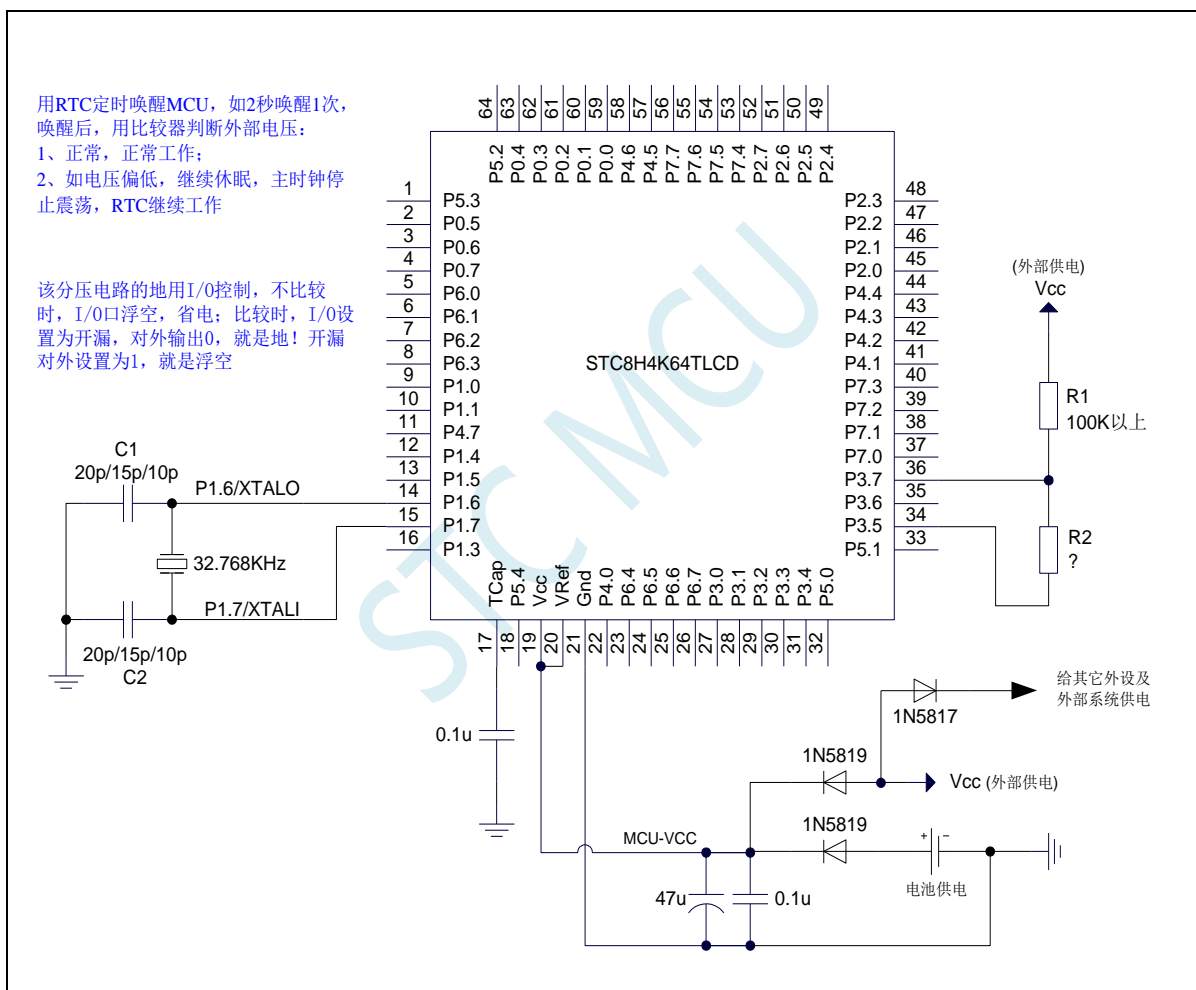 用RTC定时唤醒MCU，如2秒唤醒1次，
唤醒后，用比较器判断外部电压：
1、正常，正常工作；
2、如电压偏低，继续休眠，主时钟停
止震荡，RTC继续工作
该分压电路的地用I/O控制，不比较
时，I/O口浮空，省电；比较时，I/O设
置为开漏，对外输出0，就是地！开漏
对外设置为1，就是浮空
64 63 62 61 60 59 58 57 56 55 54 53 52 51 50 49
P5.2 P0.4 P0.3 P0.2 P0.1 P0.0 P4.6 P4.5 P7.7 P7.6 P7.5 P7.4 P2.7 P2.6 P2.5 P2.4
1 P5.3
2 P0.5
3 P0.6
4 P0.7
5 P6.0
6 P6.1
7 P6.2
8 P6.3
9 P1.0
10 P1.1
11 P4.7
12 P1.4
13 P1.5
14 P1.6
15 P1.7
16 P1.3
STC8H4K64TLCD
STC MCU
P2.3 48
P2.2 47
P2.1 46
P2.0 45
P4.4 44
P4.3 43
P4.2 42
P4.1 41
P7.3 40
P7.2 39
P7.1 38
P7.0 37
P3.7 36
P3.6 35
P3.5 34
P5.1 33
TCap P5.4 Vcc VRef Gnd P4.0 P6.4 P6.5 P6.6 P6.7 P3.0 P3.1 P3.2 P3.3 P3.4 P5.0
17 18 19 20 21 22 23 24 25 26 27 28 29 30 31 32
C1
20p/15p/10p
P1.6/XTALO
32.768KHz
P1.7/XTALI
20p/15p/10p
C2
(外部供电)
Vcc
R1
100K以上
R2
?
0.1u
给其它外设及
外部系统供电
1N5817
1N5819
Vcc (外部供电)
1N5819
MCU-VCC
+ −
电池供电
47u
0.1u